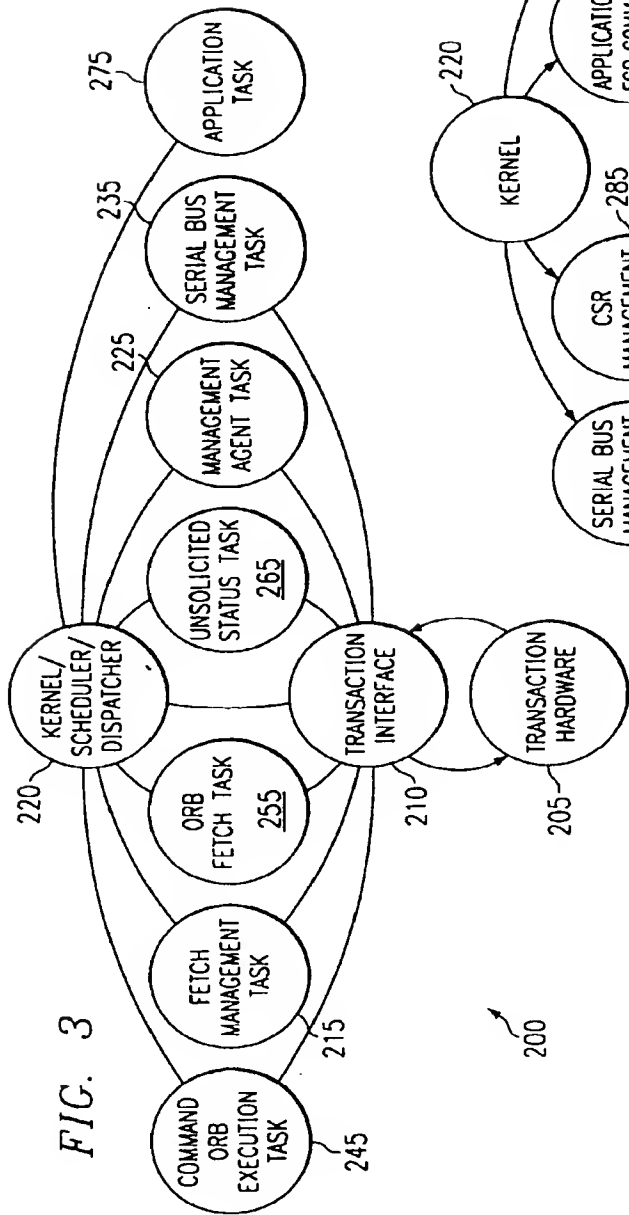 FIG. 3
220
KERNEL/
SCHEDULER/
DISPATCHER
COMMAND
ORB
EXECUTION
TASK
245
FETCH
MANAGEMENT
TASK
215
ORB
FETCH TASK
255
UNSOLICITED
STATUS TASK
265
225
MANAGEMENT
AGENT TASK
235
SERIAL BUS
MANAGEMENT
TASK
275
APPLICATION
TASK
TRANSACTION
INTERFACE
210
TRANSACTION
HARDWARE
205
200
220
KERNEL
SERIAL BUS
CSR
285
APPLICATION